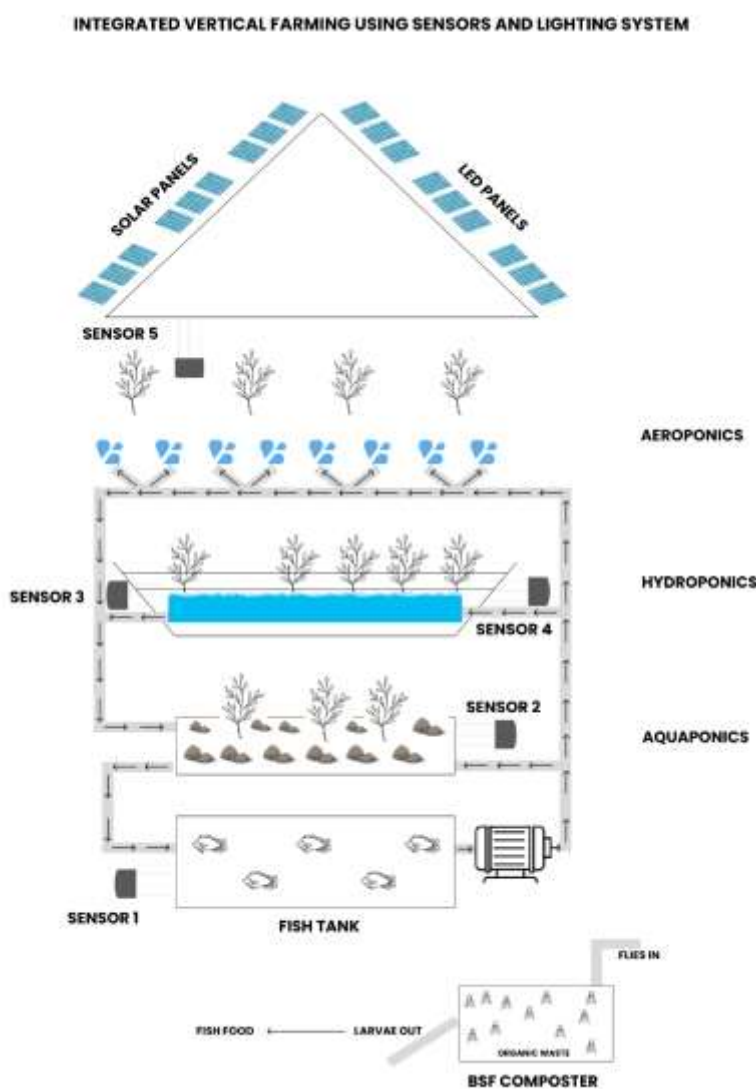 INTEGRATED VERTICAL FARMING USING SENSORS AND LIGHTING SYSTEM
SOLAR PANELS
LED PANELS
SENSOR 5
AEROPONICS
HYDROPONICS
SENSOR 3
SENSOR 4
SENSOR 2
AQUAPONICS
SENSOR 1
FISH TANK
FLIES IN
FISH FOOD
LARVAE OUT
ORGANIC WASTE
BSF COMPOSTER